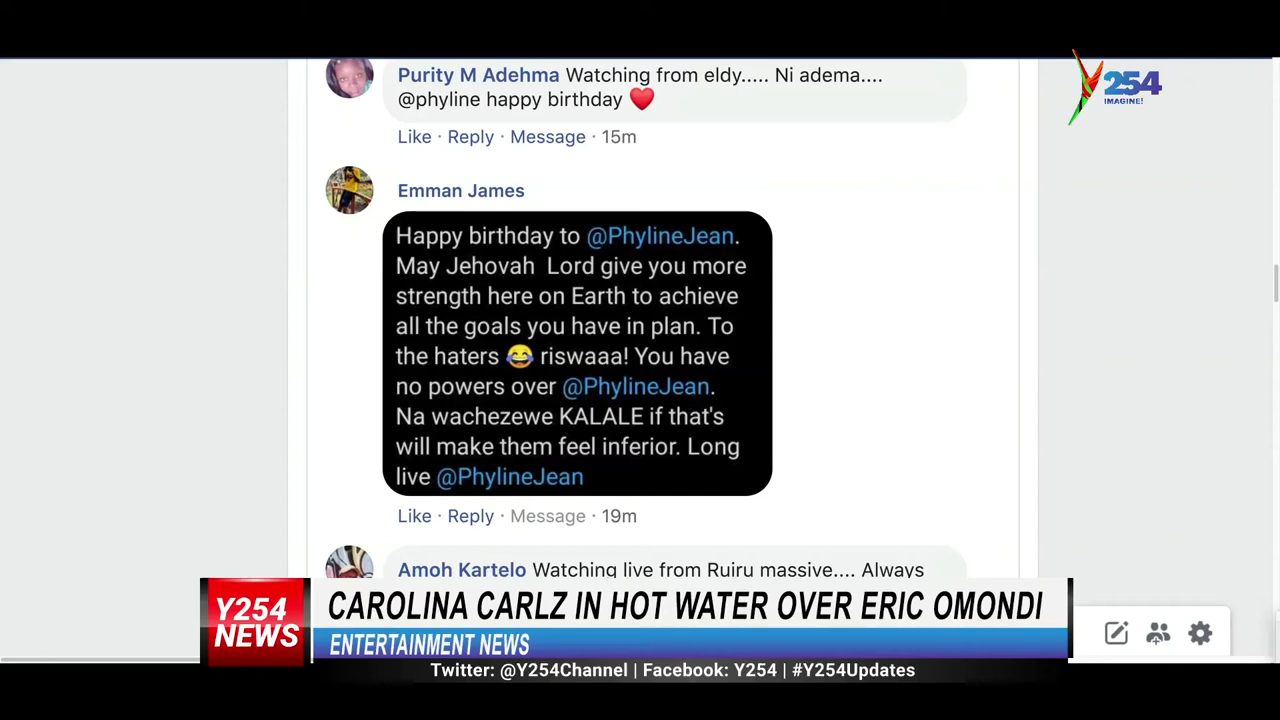 Purity M Adehma Watching from eldy..... Ni adema....
@phyline happy birthday ❤️
Like · Reply · Message · 15m
Y254
IMAGINE!
Emman James
Happy birthday to @PhylineJean.
May Jehovah Lord give you more
strength here on Earth to achieve
all the goals you have in plan. To
the haters 😂 riswaaa! You have
no powers over @PhylineJean.
Na wachezewe KALALE if that's
will make them feel inferior. Long
live @PhylineJean
Like · Reply · Message · 19m
Amoh Kartelo Watching live from Ruiru massive.... Always
Y254
NEWS
CAROLINA CARLZ IN HOT WATER OVER ERIC OMONDI
ENTERTAINMENT NEWS
Twitter: @Y254Channel | Facebook: Y254 | #Y254Updates